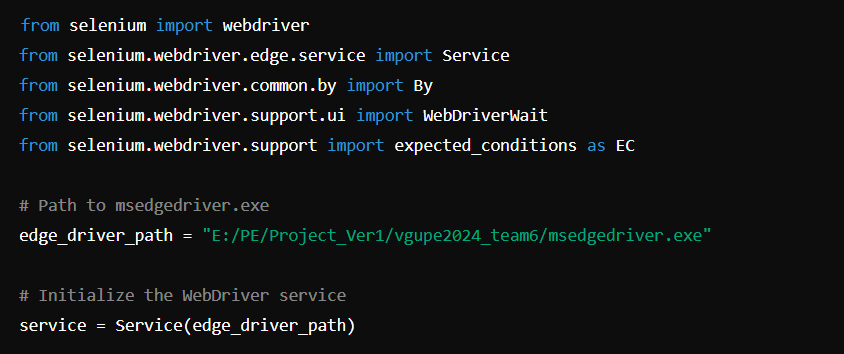 from selenium import webdriver
from selenium.webdriver.edge.service import Service
from selenium.webdriver.common.by import By
from selenium.webdriver.support.ui import WebDriverWait
from selenium.webdriver.support import expected_conditions as EC
# Path to msedgedriver.exe
edge_driver_path = "E:/PE/Project_Ver1/vgupe2024_team6/msedgedriver.exe"
# Initialize the WebDriver service
service = Service(edge_driver_path)